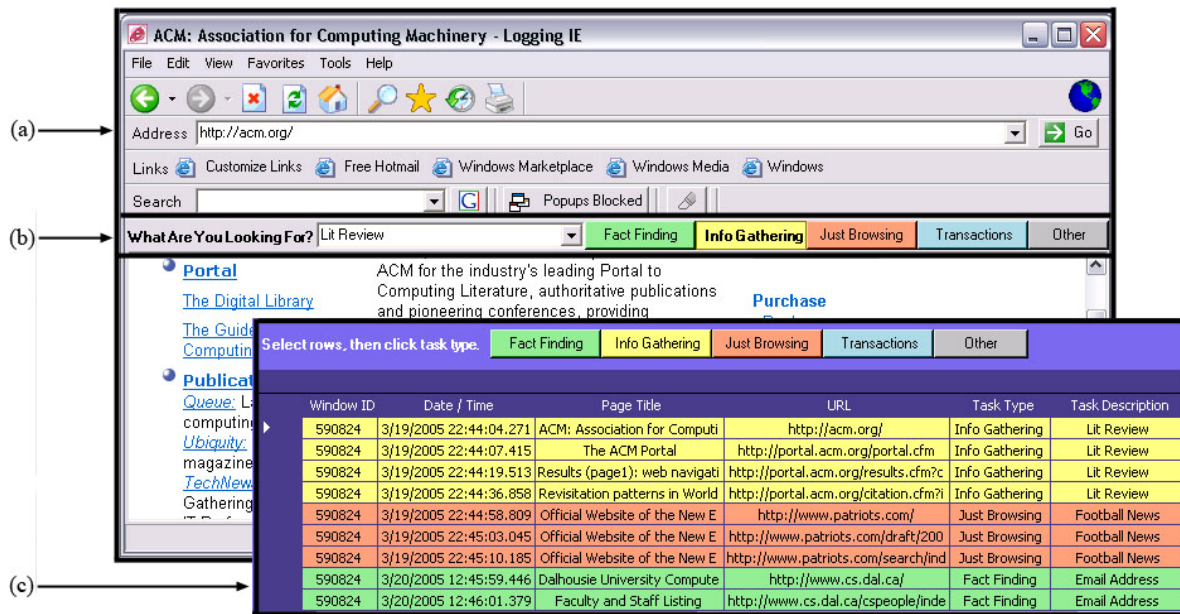 ACM: Association for Computing Machinery - Logging IE
File Edit View Favorites Tools Help
(a)
Address http://acm.org/ Go
Links Customize Links Free Hotmail Windows Marketplace Windows Media Windows
Search G Popups Blocked
(b)
What Are You Looking For? Lit Review Fact Finding Info Gathering Just Browsing Transactions Other
Portal
The Digital Library
The Guide
Computin
Publicat
Queue: La
computing
Ubiquity:
magazine
TechNew
Gathering
ACM for the industry's leading Portal to
Computing Literature, authoritative publications
and pioneering conferences, providing
Purchase
Select rows, then click task type. Fact Finding Info Gathering Just Browsing Transactions Other
Window ID Date / Time Page Title URL Task Type Task Description
590824 3/19/2005 22:44:04.271 ACM: Association for Computi http://acm.org/ Info Gathering Lit Review
590824 3/19/2005 22:44:07.415 The ACM Portal http://portal.acm.org/portal.cfm Info Gathering Lit Review
590824 3/19/2005 22:44:19.513 Results (page1): web navigati http://portal.acm.org/results.cfm?c Info Gathering Lit Review
590824 3/19/2005 22:44:36.858 Revisitation patterns in World http://portal.acm.org/citation.cfm?i Info Gathering Lit Review
590824 3/19/2005 22:44:58.809 Official Website of the New E http://www.patriots.com/ Just Browsing Football News
590824 3/19/2005 22:45:03.045 Official Website of the New E http://www.patriots.com/draft/200 Just Browsing Football News
590824 3/19/2005 22:45:10.185 Official Website of the New E http://www.patriots.com/search/ind Just Browsing Football News
(c)
590824 3/20/2005 12:45:59.446 Dalhousie University Compute http://www.cs.dal.ca/ Fact Finding Email Address
590824 3/20/2005 12:46:01.379 Faculty and Staff Listing http://www.cs.dal.ca/cspeople/inde Fact Finding Email Address